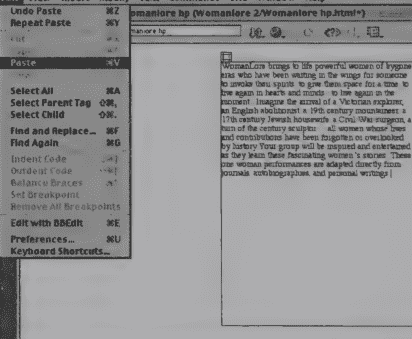 Undo Paste ⌘Z
Repeat Paste ⌘Y
Paste ⌘V
Select All ⌘A
Select Parent Tag ⇧⌘,
Select Child ⇧⌘.
Find and Replace... ⌘F
Find Again ⌘G
Indent Code
Outdent Code
Balance Braces
Set Breakpoint
Remove All Breakpoints
Edit with BBEdit ⌘E
Preferences... ⌘U
Keyboard Shortcuts...
womanlore hp (Womanlore 2/Womanlore hp.html*)
womanlore hp
WomanLore brings to life powerful women of bygone
eras who have been waiting in the wings for someone
to invoke their spirits to give them space for a time to
live again in hearts and minds to live again in the
moment. Imagine the arrival of a Victorian explorer,
an English abolitionist a 19th century mountaineer a
17th century Jewish housewife a Civil War surgeon, a
turn of the century sculptor all women whose lives
and contributions have been forgotten or overlooked
by history Your group will be inspired and entertained
as they learn these fascinating women's stories. These
one woman performances are adapted directly from
journals, autobiographies, and personal writings